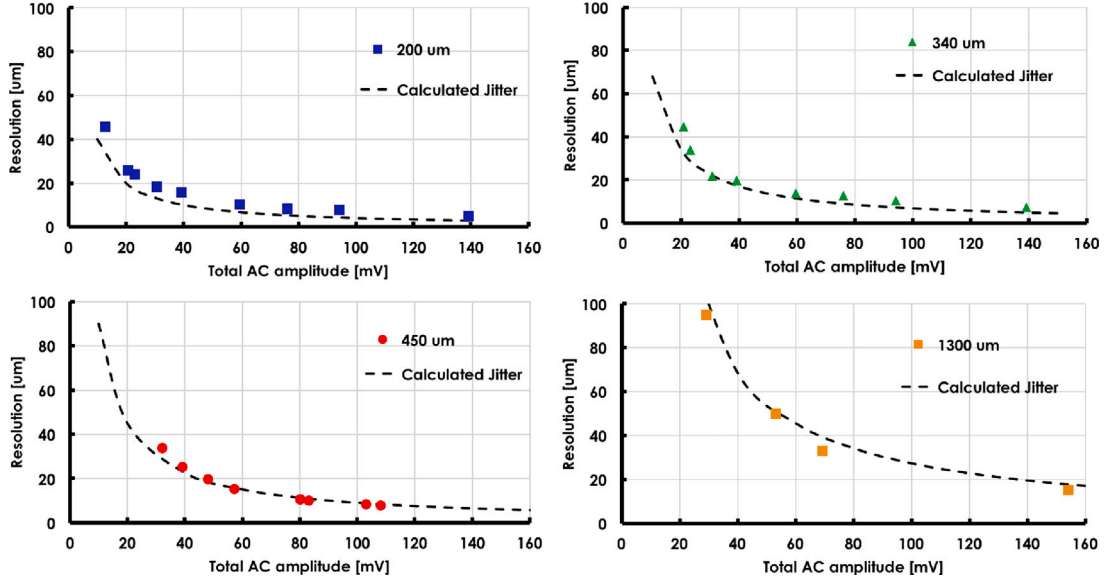 100
80
60
40
20
0
Resolution [um]
200 um
Calculated Jitter
0 20 40 60 80 100 120 140 160
Total AC amplitude [mV]
100
80
60
40
20
0
Resolution [um]
340 um
Calculated Jitter
0 20 40 60 80 100 120 140 160
Total AC amplitude [mV]
100
80
60
40
20
0
Resolution [um]
450 um
Calculated Jitter
0 20 40 60 80 100 120 140 160
Total AC amplitude [mV]
100
80
60
40
20
0
Resolution [um]
1300 um
Calculated Jitter
0 20 40 60 80 100 120 140 160
Total AC amplitude [mV]